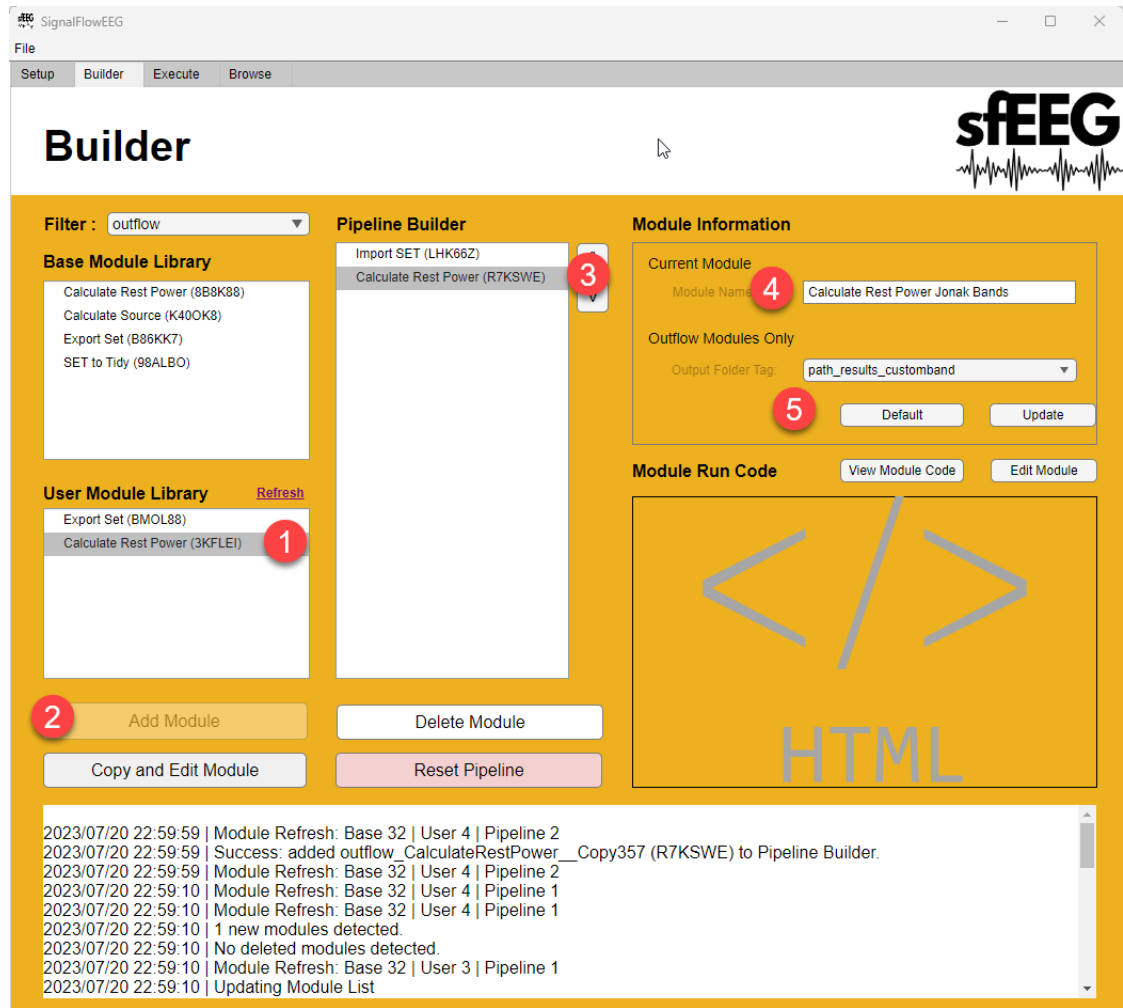 SignalFlowEEG
File
Setup Builder Execute Browse
Builder
sfEEG
Filter : outflow
Base Module Library
Calculate Rest Power (8B8K88)
Calculate Source (K40OK8)
Export Set (B86KK7)
SET to Tidy (98ALBO)
User Module Library Refresh
Export Set (BMOL88)
Calculate Rest Power (3KFLEI)
1
2
Add Module
Copy and Edit Module
Pipeline Builder
Import SET (LHK66Z)
Calculate Rest Power (R7KSWE)
3
v
Delete Module
Reset Pipeline
Module Information
Current Module
Module Name 4 Calculate Rest Power Jonak Bands
Outflow Modules Only
Output Folder Tag: path_results_customband
5 Default Update
Module Run Code View Module Code Edit Module
</>
HTML
2023/07/20 22:59:59 | Module Refresh: Base 32 | User 4 | Pipeline 2
2023/07/20 22:59:59 | Success: added outflow_CalculateRestPower__Copy357 (R7KSWE) to Pipeline Builder.
2023/07/20 22:59:59 | Module Refresh: Base 32 | User 4 | Pipeline 2
2023/07/20 22:59:10 | Module Refresh: Base 32 | User 4 | Pipeline 1
2023/07/20 22:59:10 | Module Refresh: Base 32 | User 4 | Pipeline 1
2023/07/20 22:59:10 | 1 new modules detected.
2023/07/20 22:59:10 | No deleted modules detected.
2023/07/20 22:59:10 | Module Refresh: Base 32 | User 3 | Pipeline 1
2023/07/20 22:59:10 | Updating Module List